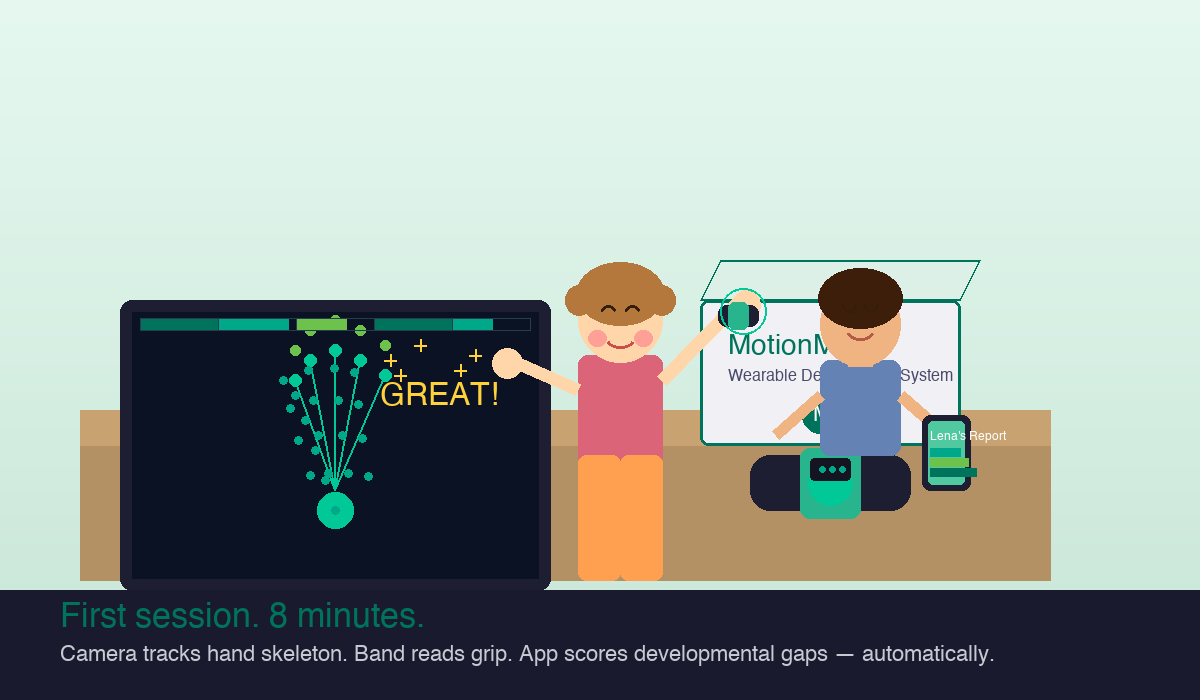 GREAT!
MotionM
Wearable De System
M
Lena's Report
First session. 8 minutes.
Camera tracks hand skeleton. Band reads grip. App scores developmental gaps — automatically.